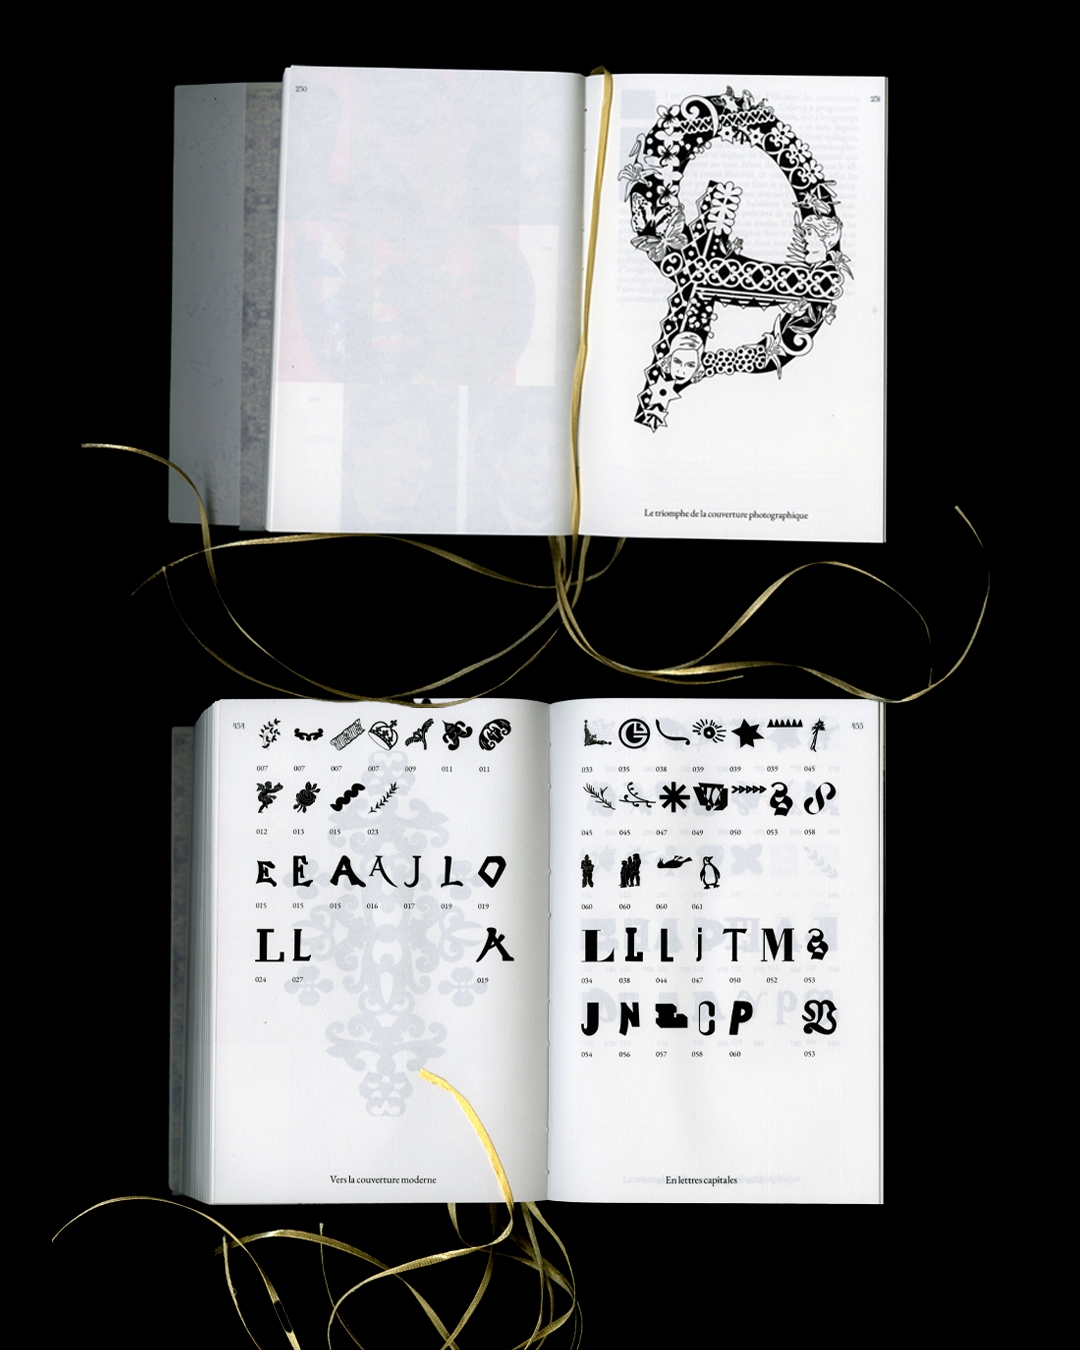 230
231
Le triomphe de la couverture photographique
454
007 007 007 007 009 011 011
012 013 015 023
E E A A J L O
015 015 015 016 017 019 019
L L A
024 027 019
Vers la couverture moderne
455
033 035 038 039 039 039 045
045 045 047 049 050 053 058
060 060 060 061
L L L j T M S
034 038 044 047 050 052 053
J N L C P W
054 056 057 058 060 053
En lettres capitales